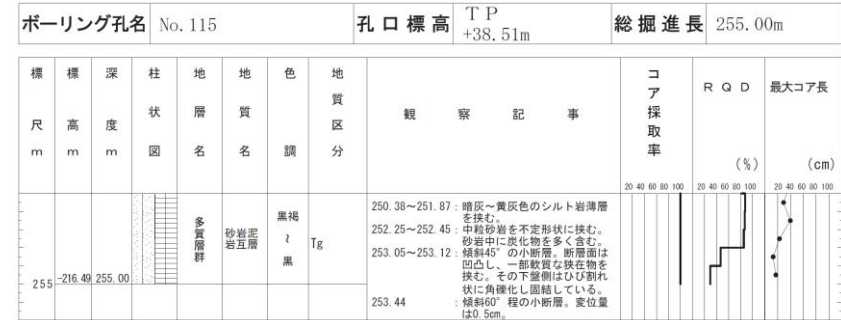 ボーリング孔名 No. 115 孔口標高 TP +38.51m 総掘進長 255.00m
標尺 m 標高 m 深度 m 柱状図 地層名 地質名 色調 地質区分 観察記事 コア採取率 RQD (%) 最大コア長 (cm)
20 40 60 80 100 20 40 60 80 100 20 40 60 80 100
多賀層群 砂岩泥岩互層 黒褐~黒 Tg
250.38~251.87 : 暗灰~黄灰色のシルト岩薄層
を挟む。
252.25~252.45 : 中粒砂岩を不定形状に挟む。
砂岩中に炭化物を多く含む。
253.05~253.12 : 傾斜45°の小断層。断層面は
凹凸し、一部軟質な狭在物を
挟む。その下盤側はひび割れ
状に角礫化し固結している。
253.44 : 傾斜60°程の小断層。変位量
は0.5cm。
255 -216.49 255.00